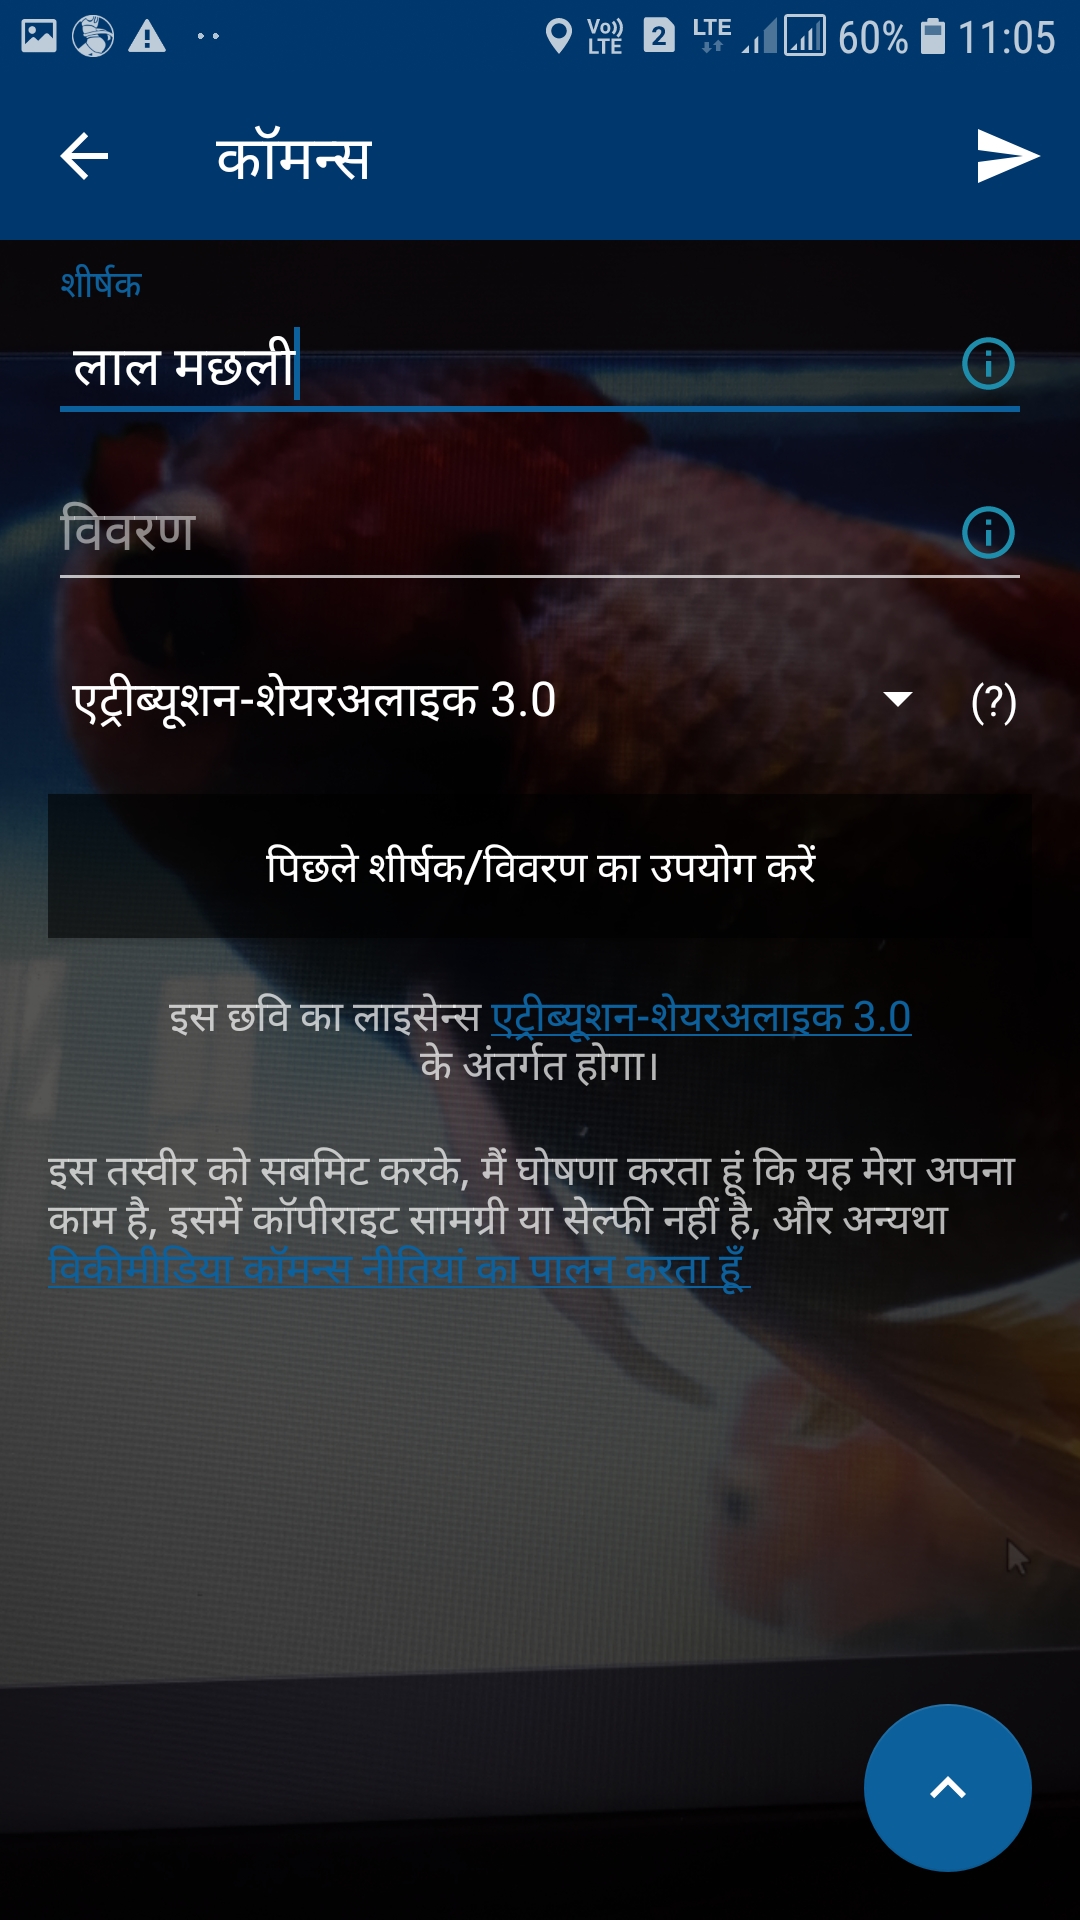 Vo)) LTE 2 LTE 60% 11:05
कॉमन्स
शीर्षक
लाल मछली
विवरण
एट्रीब्यूशन-शेयरअलाइक 3.0 (?)
पिछले शीर्षक/विवरण का उपयोग करें
इस छवि का लाइसेन्स एट्रीब्यूशन-शेयरअलाइक 3.0
के अंतर्गत होगा।
इस तस्वीर को सबमिट करके, मैं घोषणा करता हूं कि यह मेरा अपना
काम है, इसमें कॉपीराइट सामग्री या सेल्फी नहीं है, और अन्यथा
विकीमीडिया कॉमन्स नीतियां का पालन करता हूँ